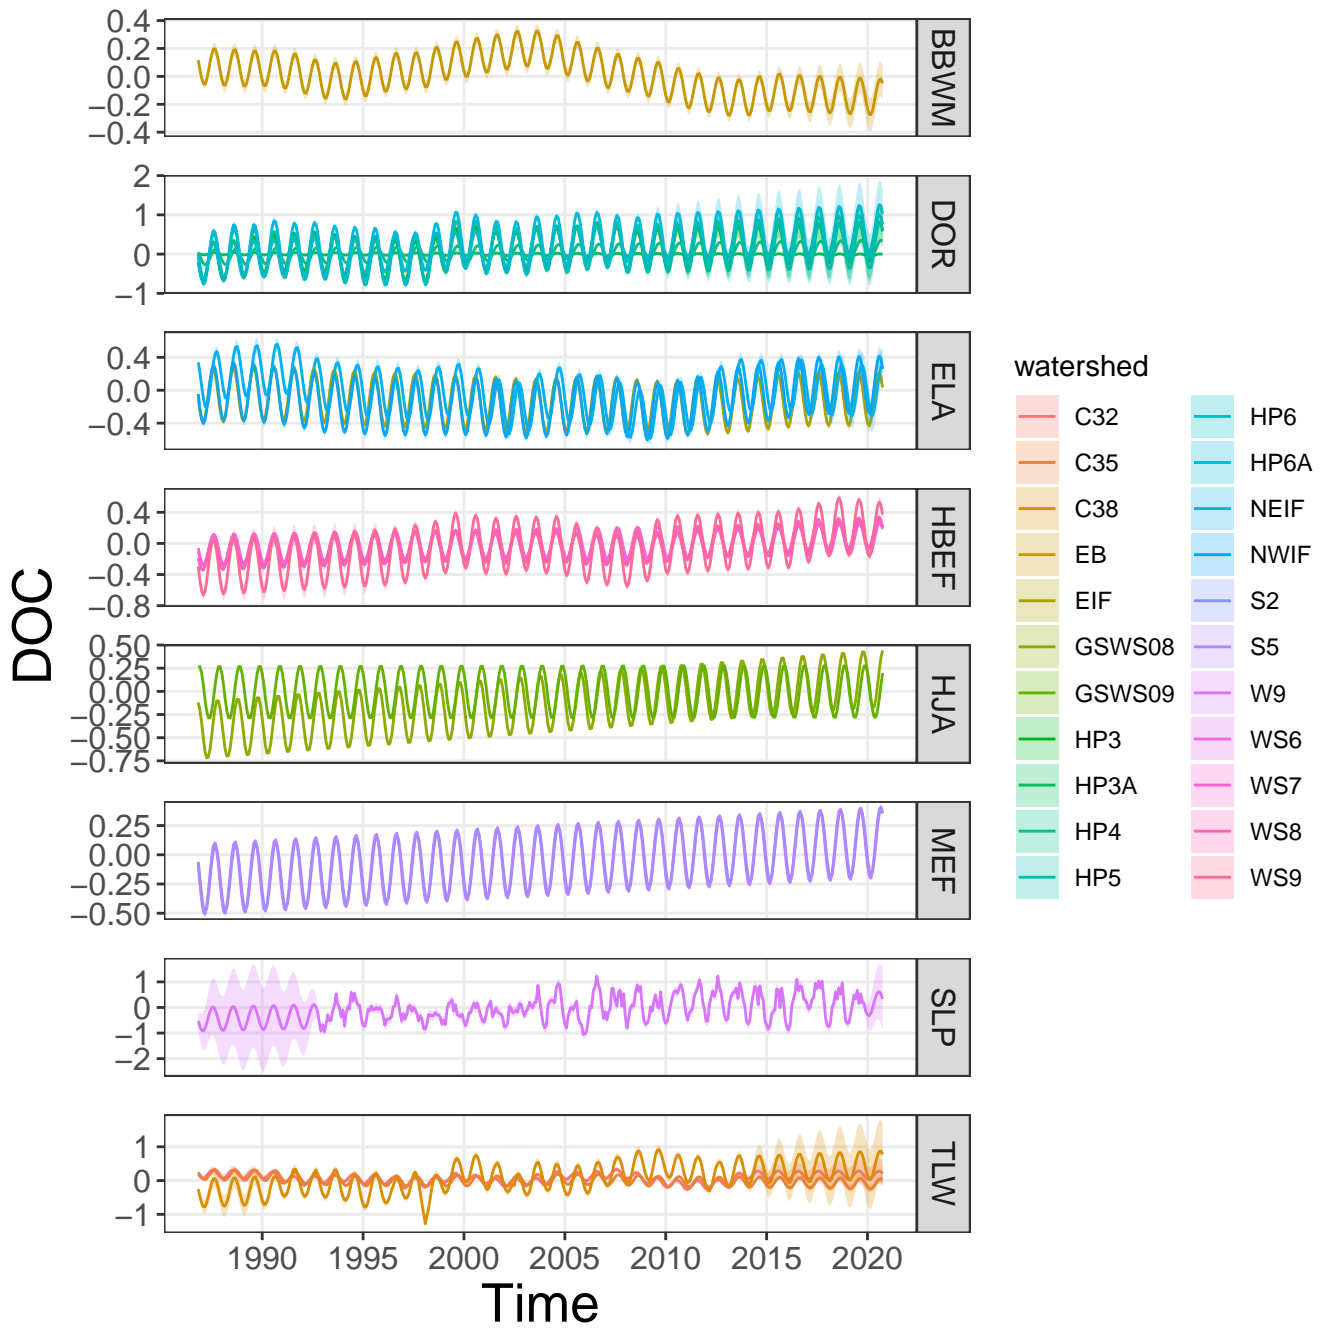 DOC
0.4
0.2
0.0
−0.2
−0.4
BBWM
2
1
0
−1
DOR
0.4
0.0
−0.4
ELA
0.4
0.0
−0.4
−0.8
HBEF
0.50
0.25
0.00
−0.25
−0.50
−0.75
HJA
0.25
0.00
−0.25
−0.50
MEF
1
0
−1
−2
SLP
1
0
−1
TLW
1990 1995 2000 2005 2010 2015 2020
Time
watershed
C32
C35
C38
EB
EIF
GSWS08
GSWS09
HP3
HP3A
HP4
HP5
HP6
HP6A
NEIF
NWIF
S2
S5
W9
WS6
WS7
WS8
WS9